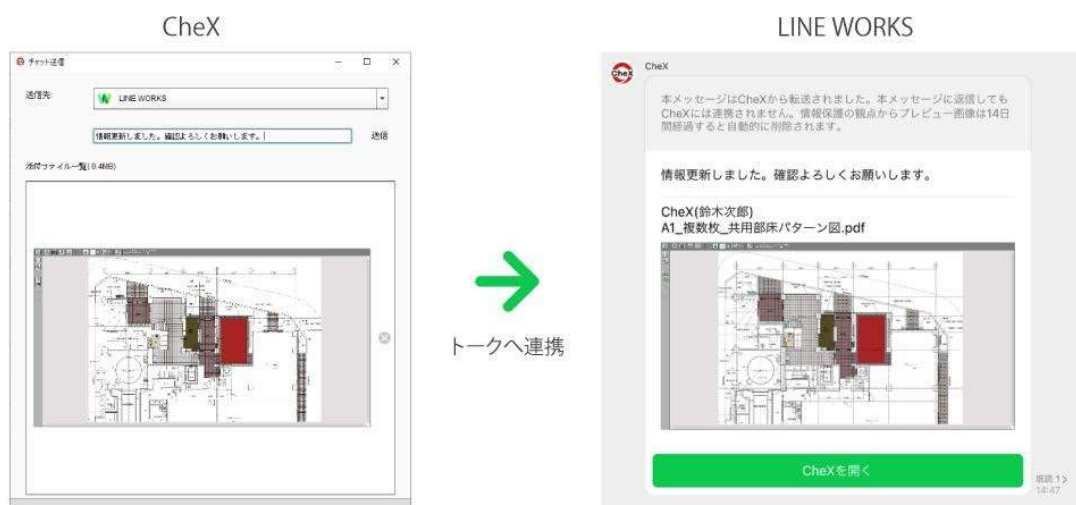 CheX
LINE WORKS
チャット送信
送信先:
LINE WORKS
情報更新しました。確認よろしくお願いします。
送信
添付ファイル一覧( 0.4MB)
トークへ連携
CheX
CheX
本メッセージはCheXから転送されました。本メッセージに返信しても
CheXには連携されません。情報保護の観点からプレビュー画像は14日
間経過すると自動的に削除されます。
情報更新しました。確認よろしくお願いします。
CheX(鈴木次郎)
A1_複数枚_共用部床パターン図.pdf
CheXを開く
既読 1
14:47